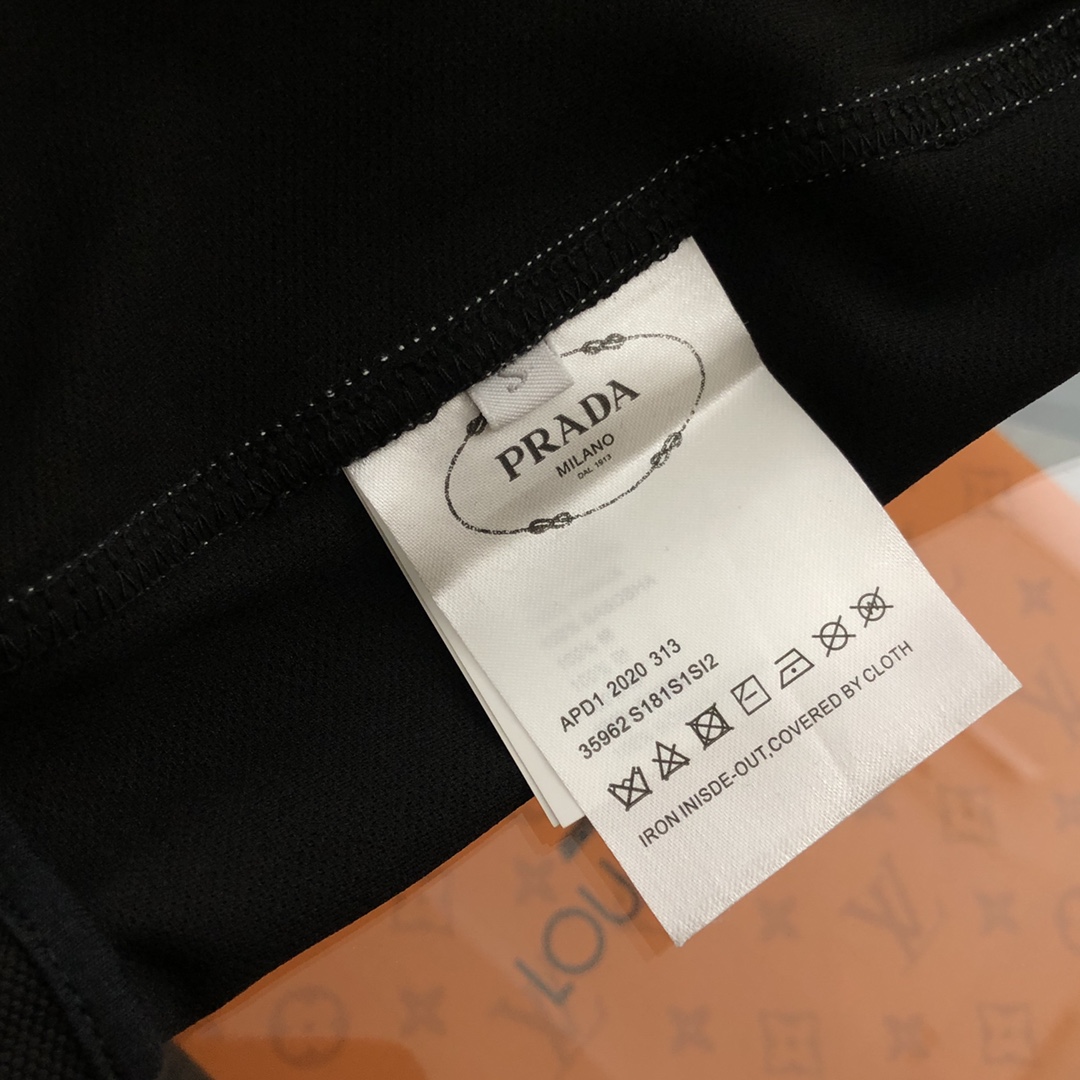 S
PRADA
MILANO
DAL 1913
APD1 2020 313
35962 S181S1SI2
IRON INISDE-OUT,COVERED BY CLOTH
LOU